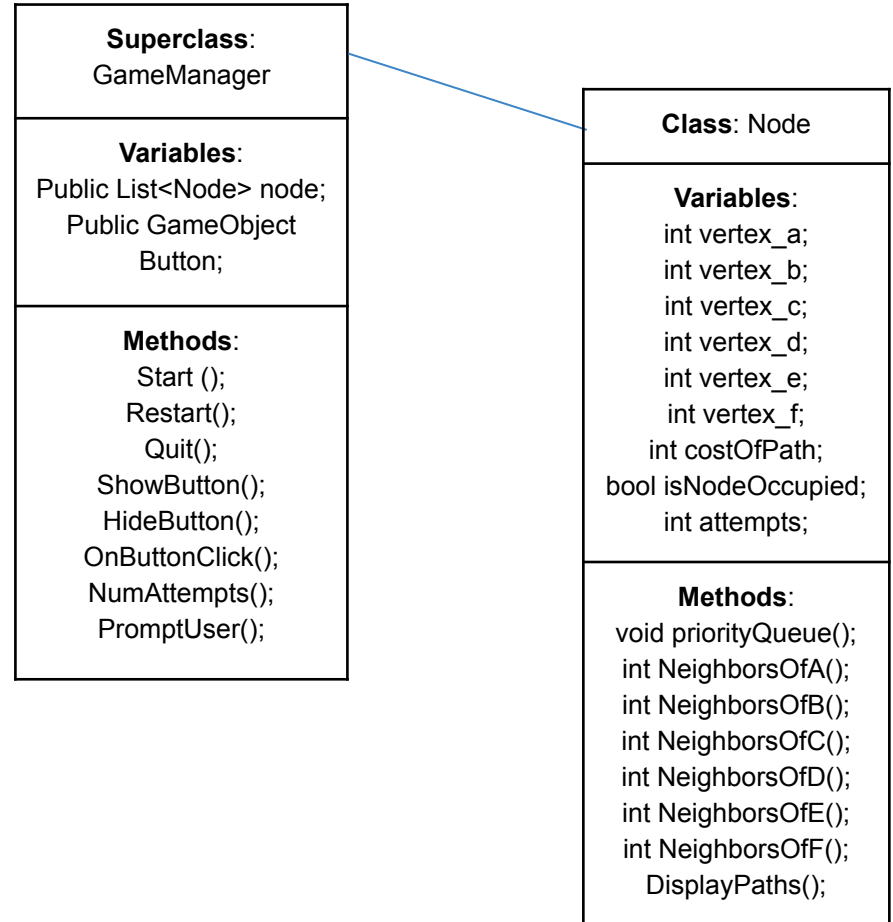 Superclass:
GameManager
Variables:
Public List<Node> node;
Public GameObject
Button;
Methods:
Start ();
Restart();
Quit();
ShowButton();
HideButton();
OnButtonClick();
NumAttempts();
PromptUser();
Class: Node
Variables:
int vertex_a;
int vertex_b;
int vertex_c;
int vertex_d;
int vertex_e;
int vertex_f;
int costOfPath;
bool isNodeOccupied;
int attempts;
Methods:
void priorityQueue();
int NeighborsOfA();
int NeighborsOfB();
int NeighborsOfC();
int NeighborsOfD();
int NeighborsOfE();
int NeighborsOfF();
DisplayPaths();